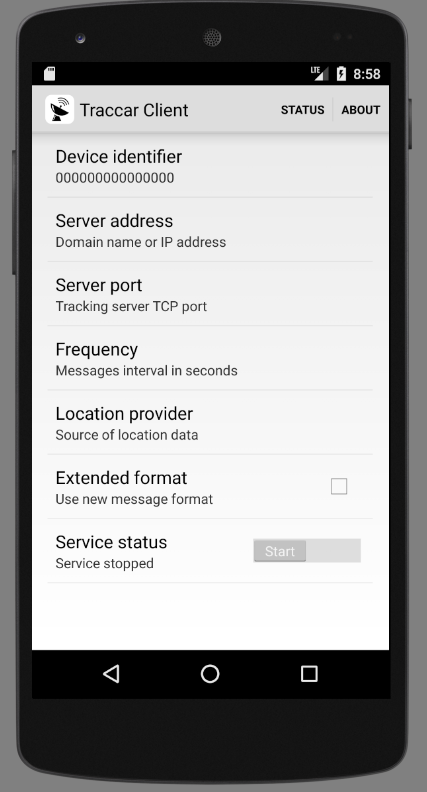 LTE 8:58
Traccar Client STATUS ABOUT
Device identifier
000000000000000
Server address
Domain name or IP address
Server port
Tracking server TCP port
Frequency
Messages interval in seconds
Location provider
Source of location data
Extended format
Use new message format
Service status
Service stopped
Start